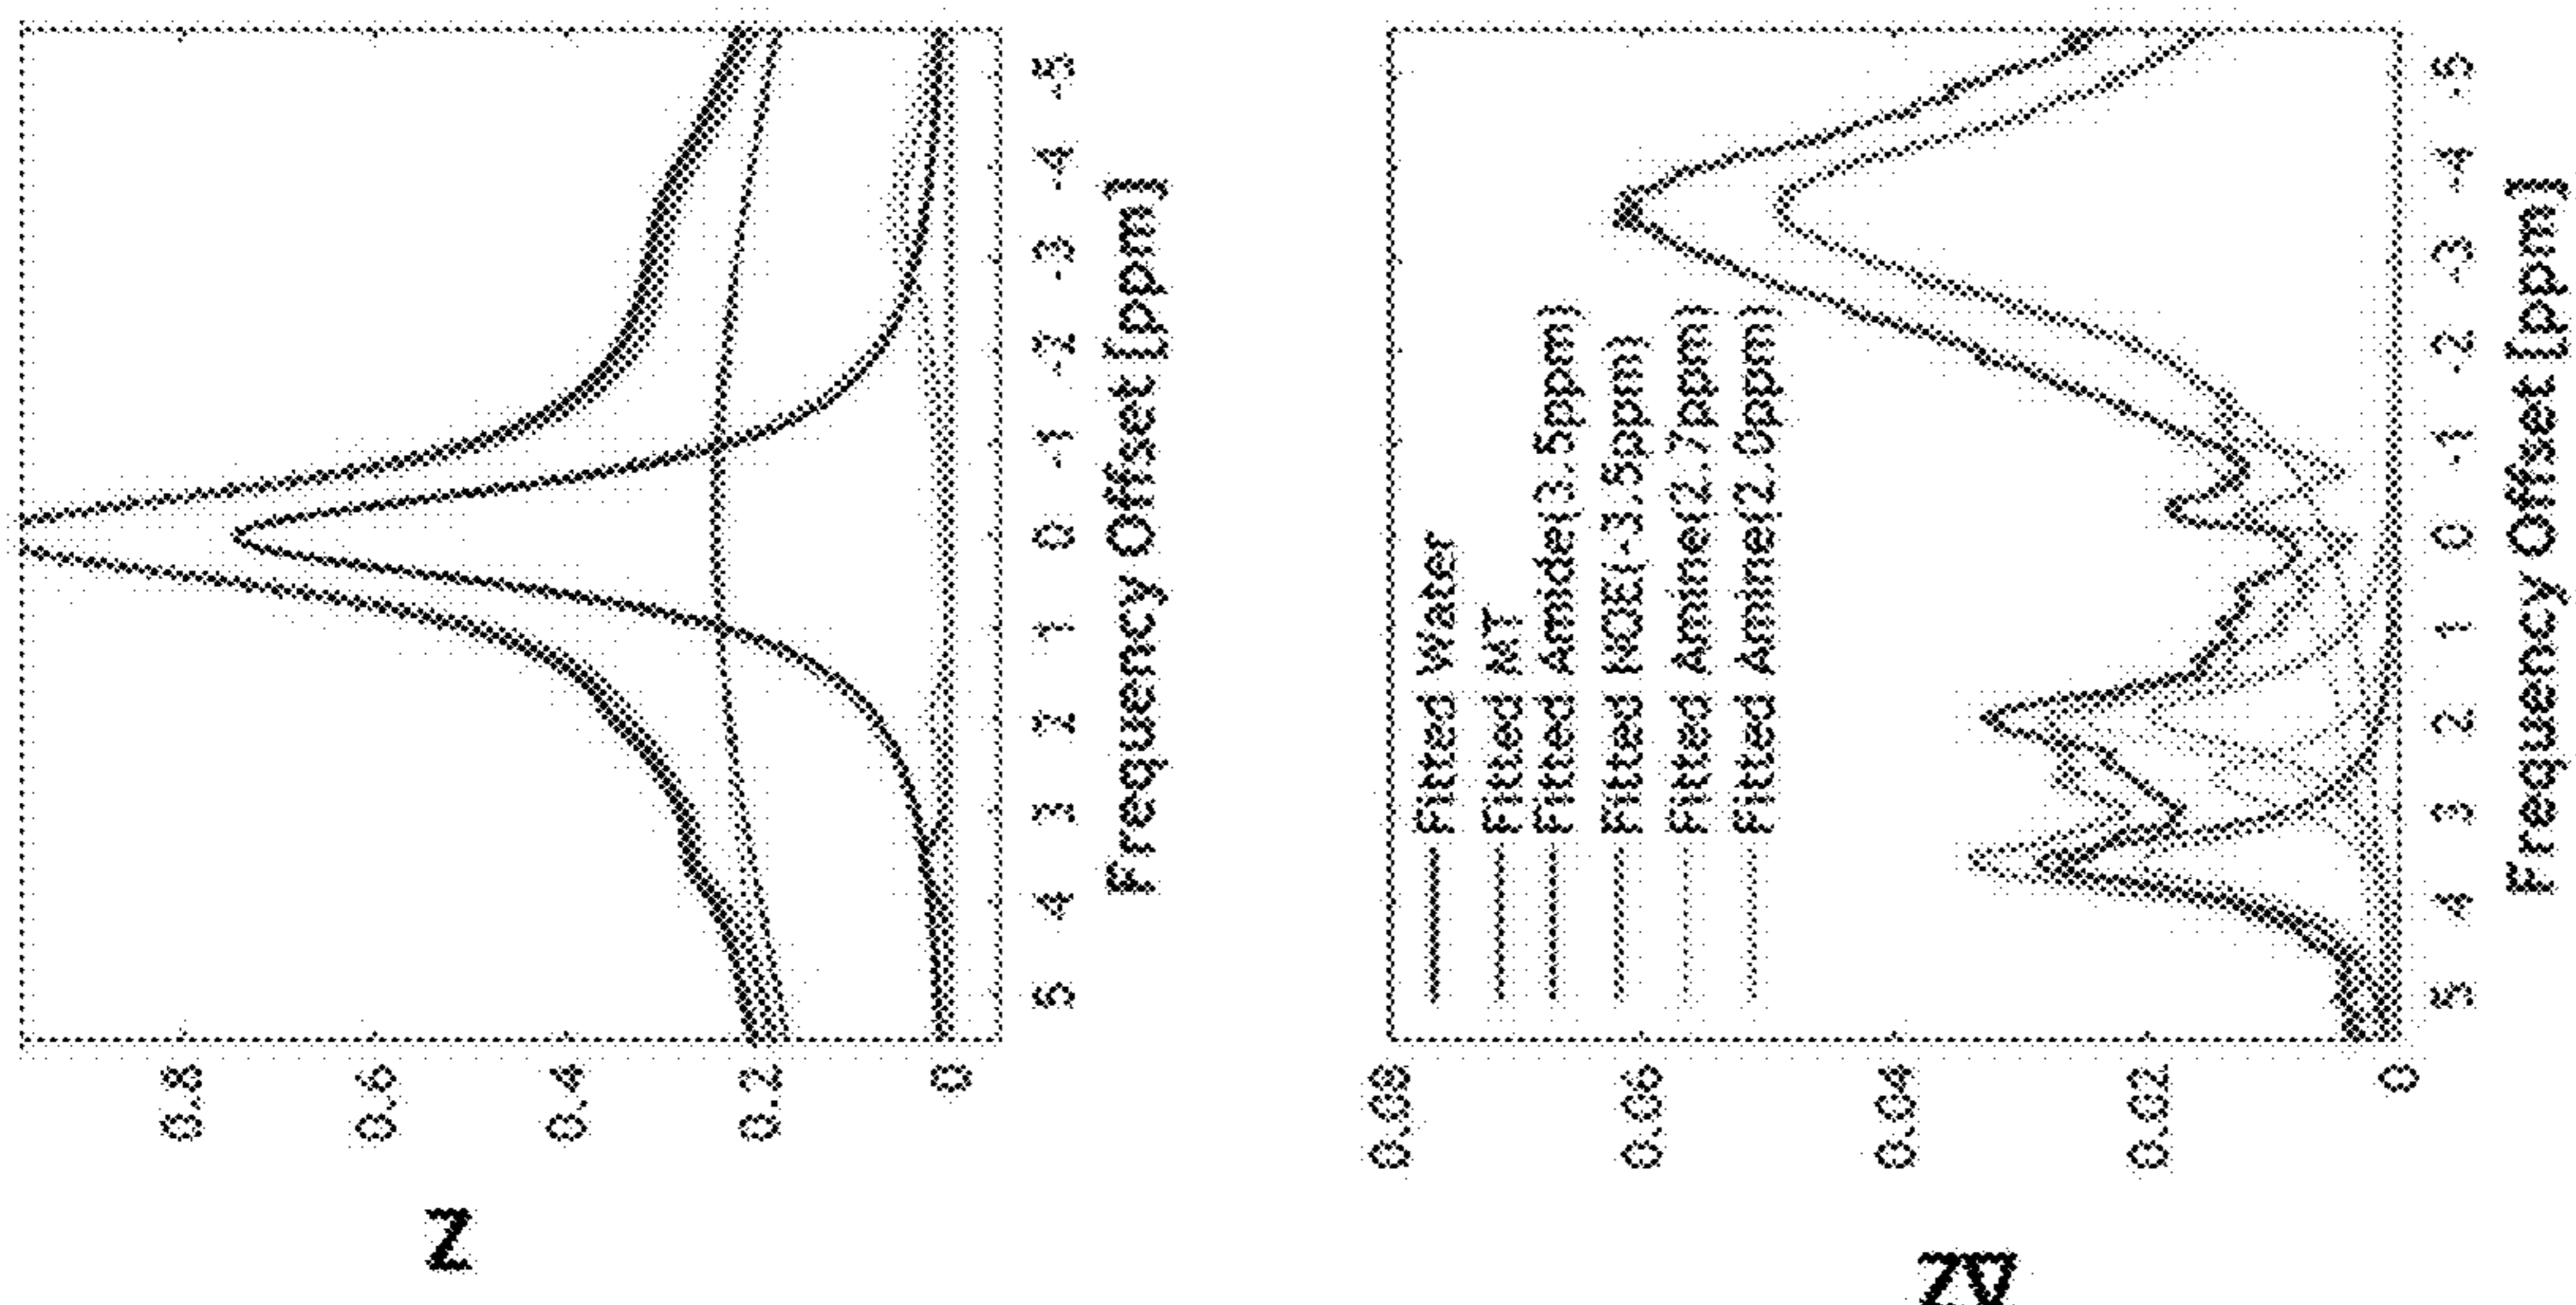 Z
0.8
0.6
0.4
0.2
0
5 4 3 2 1 0 -1 -2 -3 -4 -5
Frequency Offset [ppm]
ΔZ
0.08
0.06
0.04
0.02
0
Fitted Water
Fitted MT
Fitted Amide(3.5ppm)
Fitted NOE(-3.5ppm)
Fitted Amine(2.7ppm)
Fitted Amine(2.0ppm)
5 4 3 2 1 0 -1 -2 -3 -4 -5
Frequency Offset [ppm]